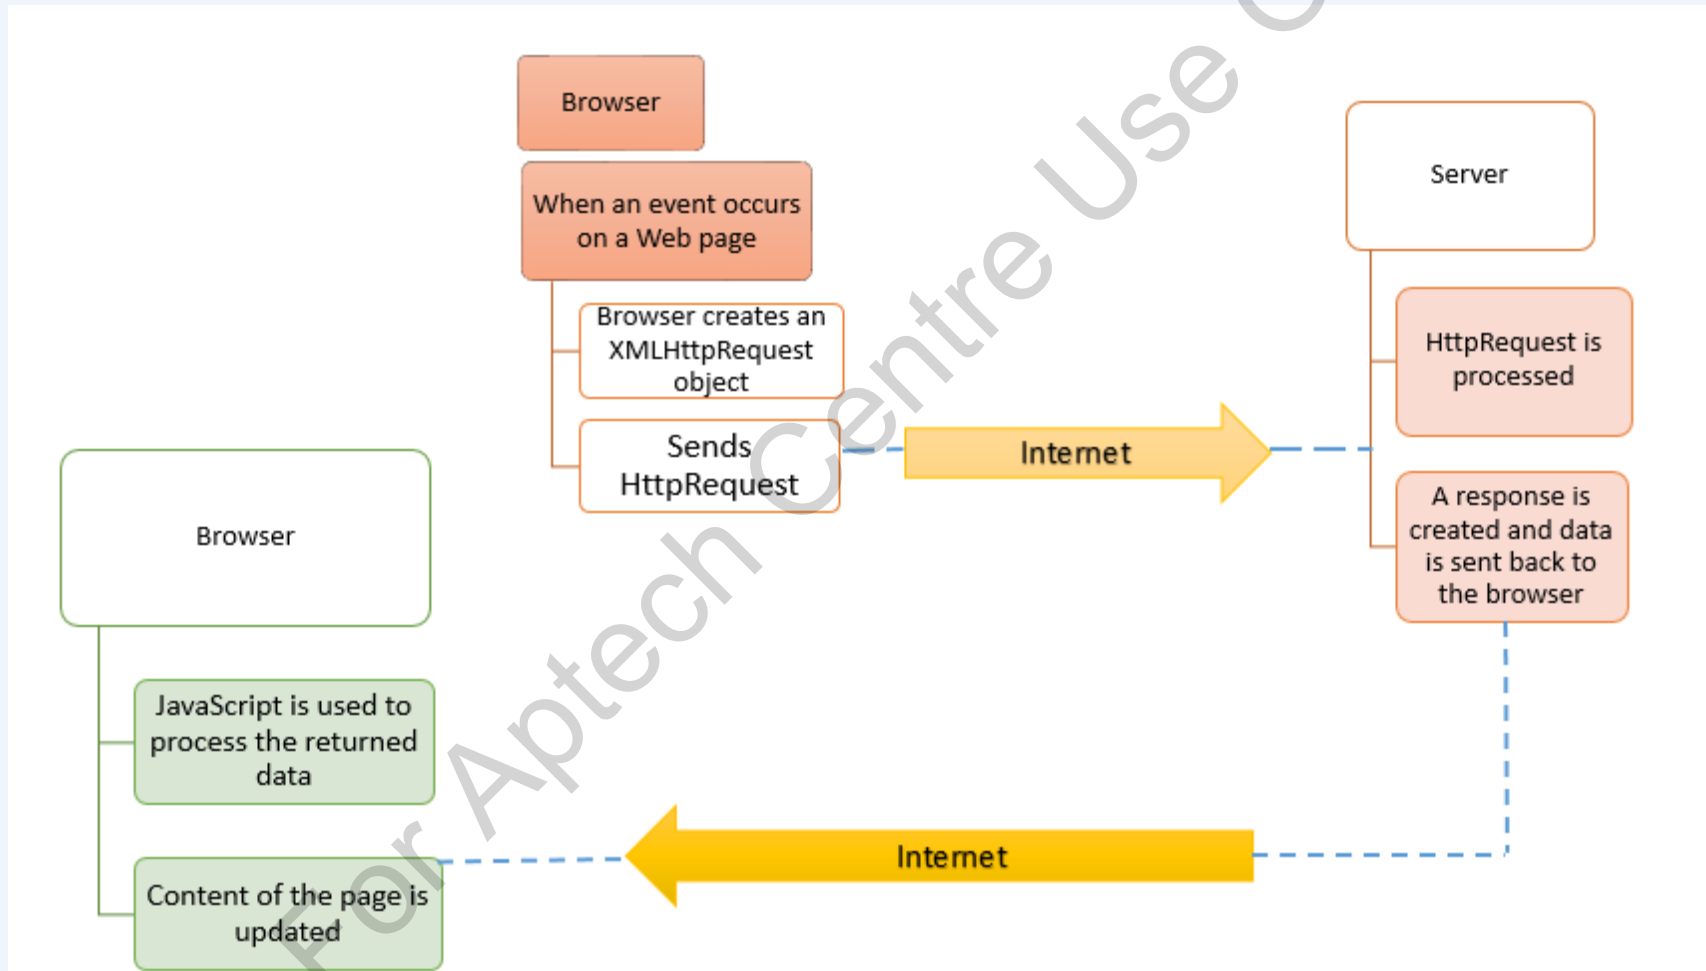 Browser
When an event occurs
on a Web page
Browser creates an
XMLHttpRequest
object
Sends
HttpRequest
Internet
Server
HttpRequest is
processed
A response is
created and data
is sent back to
the browser
Internet
Browser
JavaScript is used to
process the returned
data
Content of the page is
updated
For Aptech Centre Use